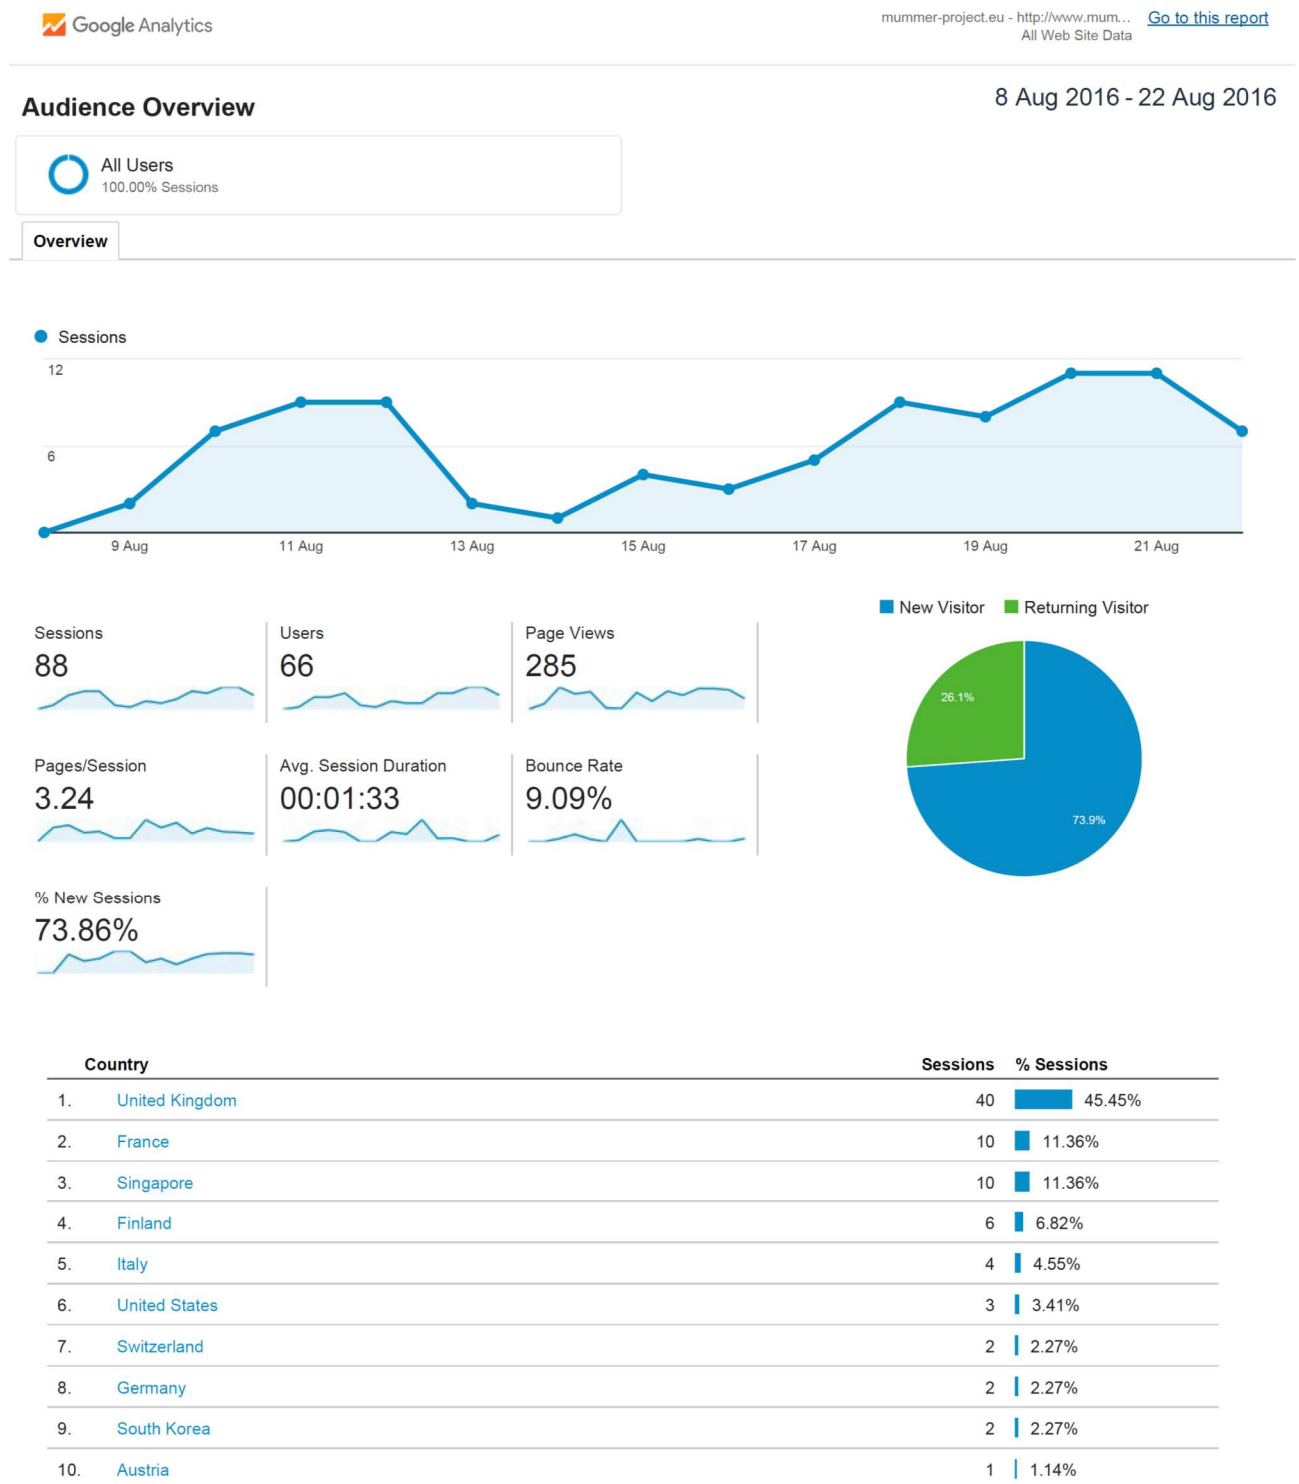 Google Analytics
mummer-project.eu - http://www.mum... Go to this report
All Web Site Data
Audience Overview
8 Aug 2016 - 22 Aug 2016
All Users
100.00% Sessions
Overview
Sessions
12
6
9 Aug 11 Aug 13 Aug 15 Aug 17 Aug 19 Aug 21 Aug
New Visitor Returning Visitor
Sessions Users Page Views
88 66 285
26.1%
Pages/Session Avg. Session Duration Bounce Rate
3.24 00:01:33 9.09%
73.9%
% New Sessions
73.86%
Country Sessions % Sessions
1. United Kingdom 40 45.45%
2. France 10 11.36%
3. Singapore 10 11.36%
4. Finland 6 6.82%
5. Italy 4 4.55%
6. United States 3 3.41%
7. Switzerland 2 2.27%
8. Germany 2 2.27%
9. South Korea 2 2.27%
10. Austria 1 1.14%